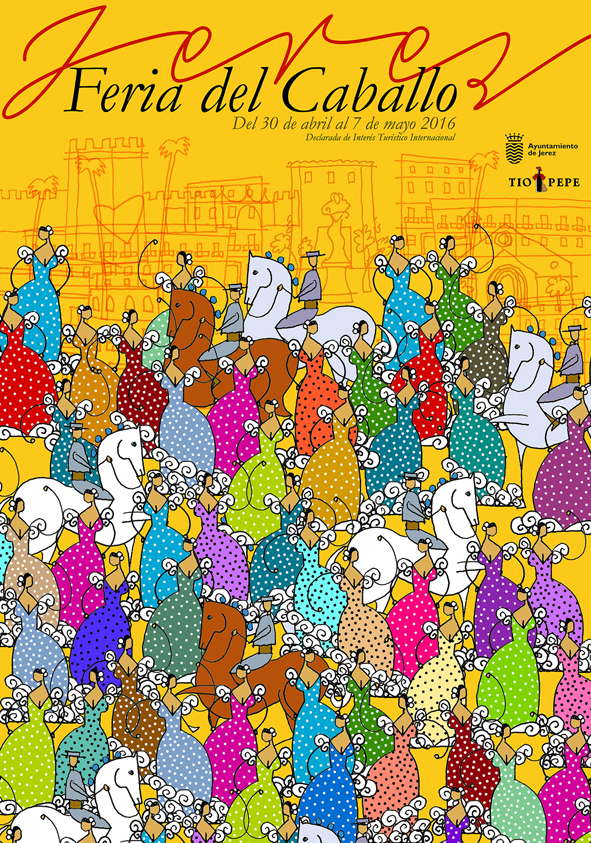 Jerez
Feria del Caballo
Del 30 de abril al 7 de mayo 2016
Declarada de Interés Turístico Internacional
Ayuntamiento
de Jerez
TIO PEPE